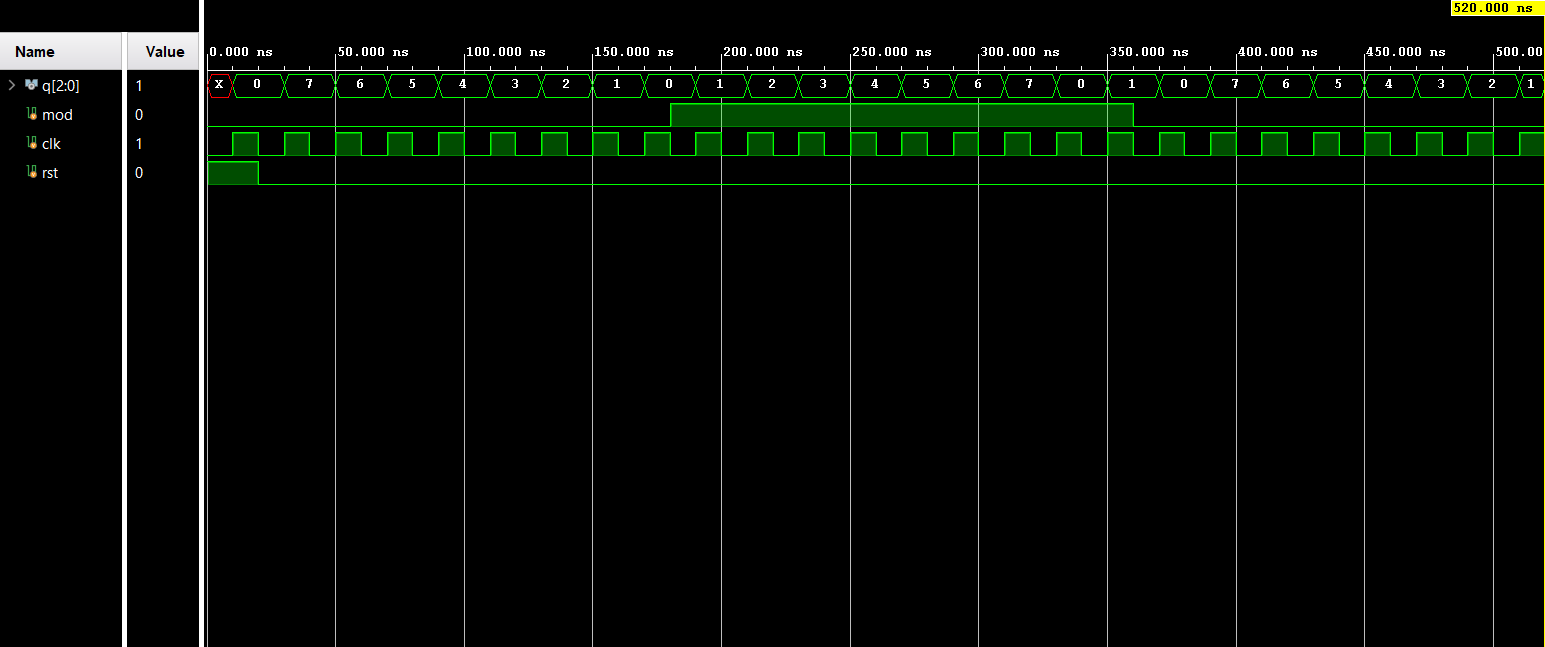 520.000 ns
Name Value 0.000 ns 50.000 ns 100.000 ns 150.000 ns 200.000 ns 250.000 ns 300.000 ns 350.000 ns 400.000 ns 450.000 ns 500.00
q[2:0] 1 X 0 7 6 5 4 3 2 1 0 1 2 3 4 5 6 7 0 1 0 7 6 5 4 3 2 1
mod 0
clk 1
rst 0